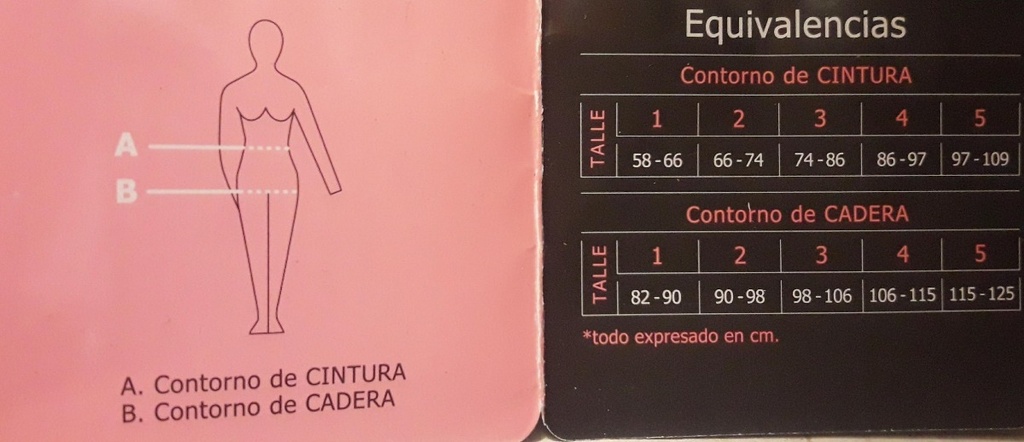 A
B
A. Contorno de CINTURA
B. Contorno de CADERA
Equivalencias
Contorno de CINTURA
TALLE 1 2 3 4 5
58-66 66-74 74-86 86-97 97-109
Contorno de CADERA
TALLE 1 2 3 4 5
82-90 90-98 98-106 106-115 115-125
*todo expresado en cm.